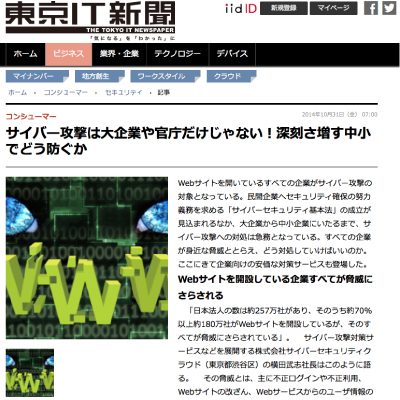 東京IT新聞
THE TOKYO IT NEWSPAPER
「気になる」を「わかった」に
iid ID
新規登録
マイページ
ホーム
ビジネス
業界・企業
テクノロジー
デバイス
マイナンバー
地方創生
ワークスタイル
クラウド
ホーム › コンシューマー › セキュリティ › 記事
コンシューマー
2014年10月31日（金） 07:00
サイバー攻撃は大企業や官庁だけじゃない！深刻さ増す中小
でどう防ぐか
Webサイトを開いているすべての企業がサイバー攻撃の
対象となっている。民間企業へセキュリティ確保の努力
義務を求める「サイバーセキュリティ基本法」の成立が
見込まれるなか、大企業から中小企業にいたるまで、サイ
バー攻撃への対処は急務となっている。すべての企業
が身近な脅威ととらえ、どう対処していけばいいのか。
ここにきて企業向けの安価な対策サービスも登場した。
Webサイトを開設している企業すべてが脅威に
さらされる
「日本法人の数は約257万社があり、そのうち約70％
以上約180万社がWebサイトを開設しているが、そのす
べてが脅威にさらされている」。 サイバー攻撃対策サ
ービスなどを展開する株式会社サイバーセキュリティク
ラウド（東京都渋谷区）の横田武志社長はこのように語
る。 その脅威とは、主に不正ログインや不正利用、
Webサイトの改ざん、Webサービスからのユーザ情報の
WWW
WW